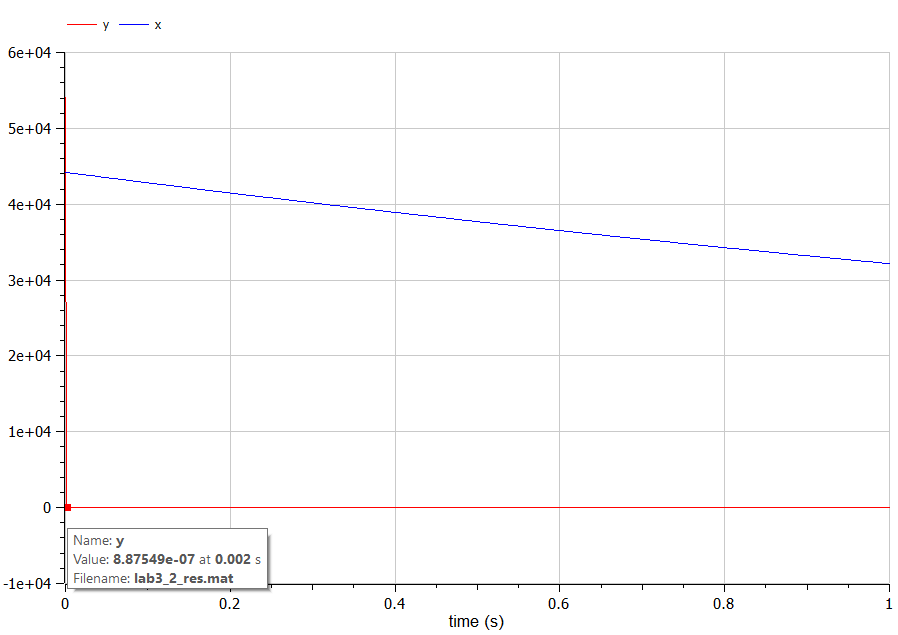 y x
6e+04
5e+04
4e+04
3e+04
2e+04
1e+04
0
-1e+04
Name: y
Value: 8.87549e-07 at 0.002 s
Filename: lab3_2_res.mat
0 0.2 0.4 0.6 0.8 1
time (s)